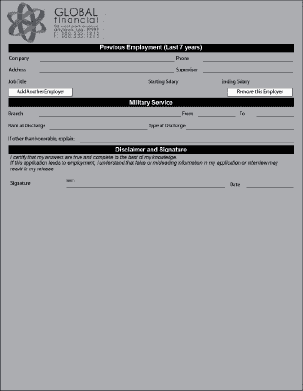 GLOBAL
financial
Previous Employment (Last 7 years)
Company Phone
Address Supervisor
Job Title Starting Salary Ending Salary
Add Another Employer Remove this Employer
Military Service
Branch From To
Rank at Discharge Type of Discharge
If other than honorable, explain
Disclaimer and Signature
I certify that my answers are true and complete to the best of my knowledge.
If this application leads to employment, I understand that false or misleading information in my application or interview may
result in my release.
Signature Date